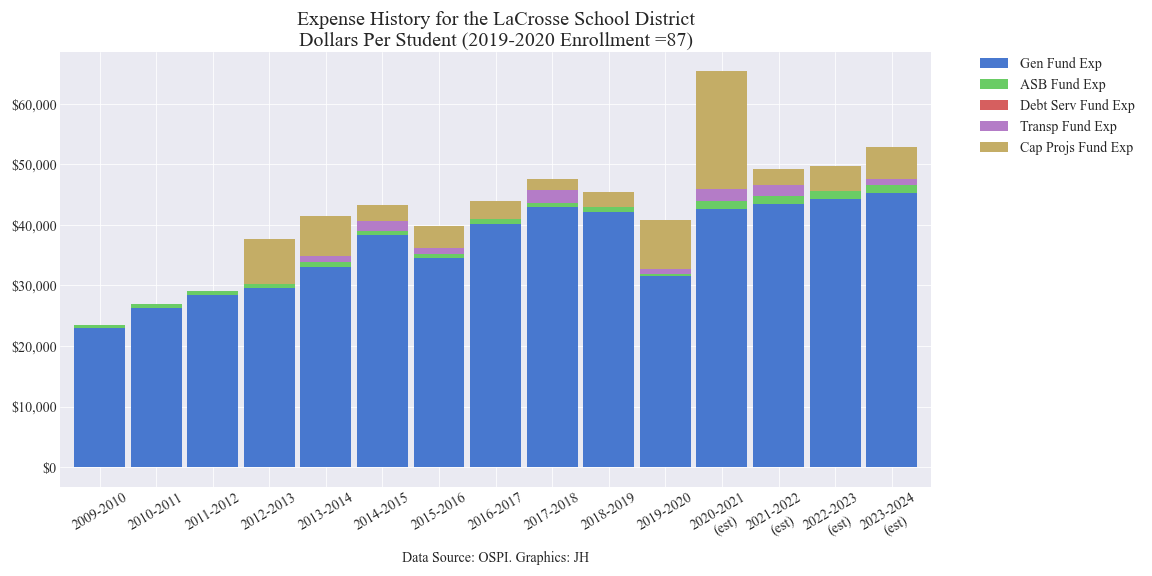 Expense History for the LaCrosse School District
Dollars Per Student (2019-2020 Enrollment =87)
$60,000
$50,000
$40,000
$30,000
$20,000
$10,000
$0
2009-2010
2010-2011
2011-2012
2012-2013
2013-2014
2014-2015
2015-2016
2016-2017
2017-2018
2018-2019
2019-2020
2020-2021
(est)
2021-2022
(est)
2022-2023
(est)
2023-2024
(est)
Data Source: OSPI. Graphics: JH
Gen Fund Exp
ASB Fund Exp
Debt Serv Fund Exp
Transp Fund Exp
Cap Projs Fund Exp